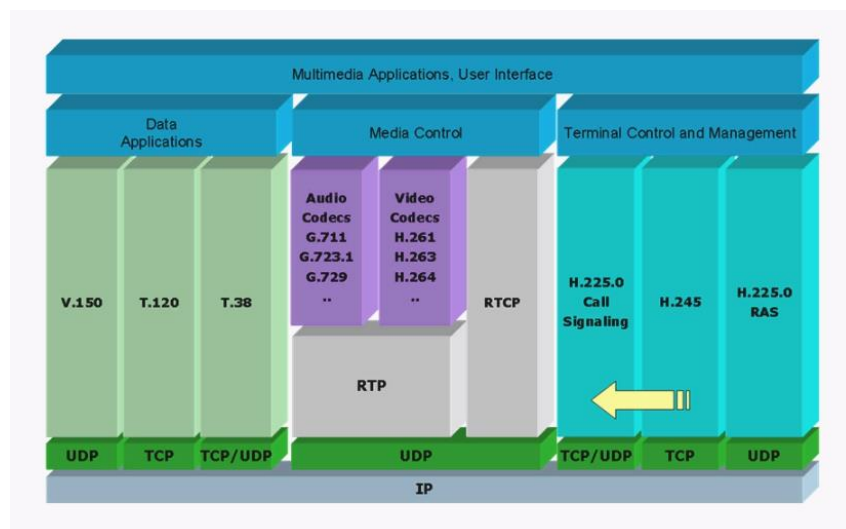 Multimedia Applications, User Interface
Data
Applications
Media Control
Terminal Control and Management
V.150
T.120
T.38
Audio
Codecs
G.711
G.723.1
G.729
..
Video
Codecs
H.261
H.263
H.264
..
RTP
RTCP
H.225.0
Call
Signaling
H.245
H.225.0
RAS
UDP
TCP
TCP/UDP
UDP
TCP/UDP
TCP
UDP
IP